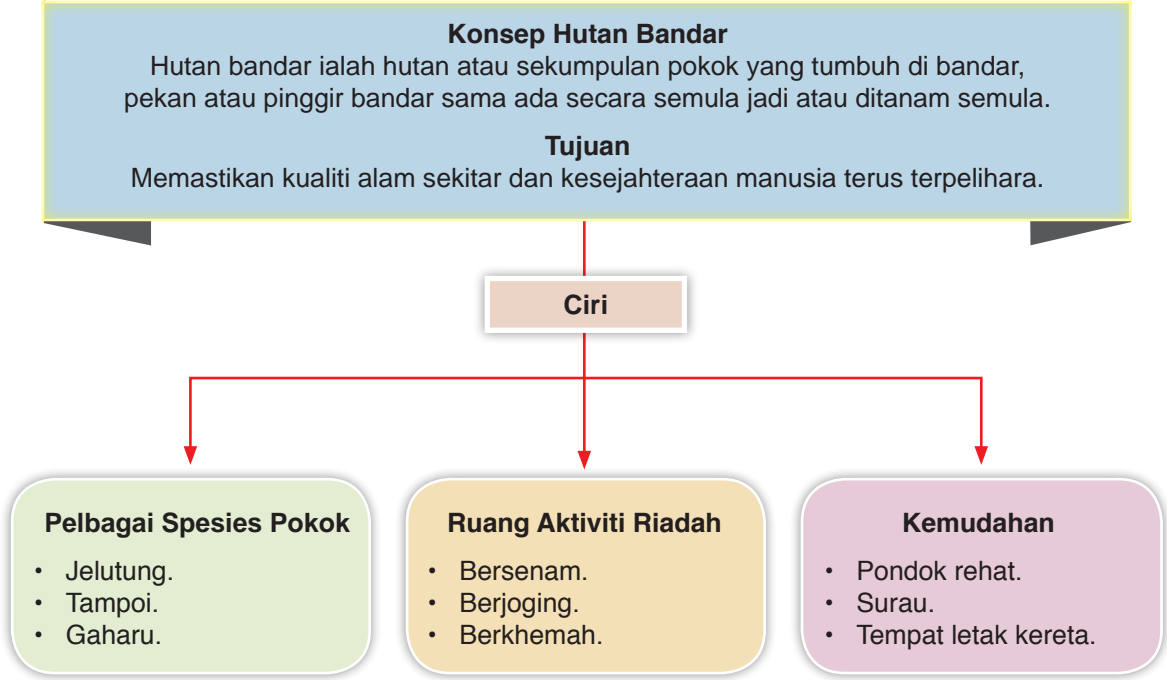 Konsep Hutan Bandar
Hutan bandar ialah hutan atau sekumpulan pokok yang tumbuh di bandar,
pekan atau pinggir bandar sama ada secara semula jadi atau ditanam semula.
Tujuan
Memastikan kualiti alam sekitar dan kesejahteraan manusia terus terpelihara.
Ciri
Pelbagai Spesies Pokok
• Jelutung.
• Tampoi.
• Gaharu.
Ruang Aktiviti Riadah
• Bersenam.
• Berjoging.
• Berkhemah.
Kemudahan
• Pondok rehat.
• Surau.
• Tempat letak kereta.